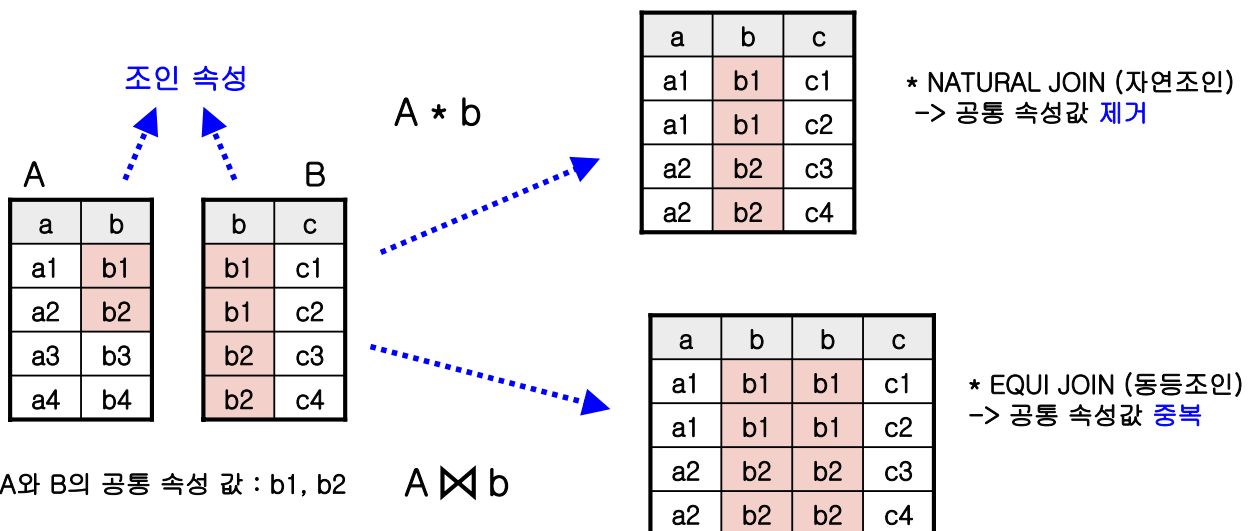 조인 속성
A
a b
a1 b1
a2 b2
a3 b3
a4 b4
B
b c
b1 c1
b1 c2
b2 c3
b2 c4
A와 B의 공통 속성 값 : b1, b2
A * b
a b c
a1 b1 c1
a1 b1 c2
a2 b2 c3
a2 b2 c4
* NATURAL JOIN (자연조인)
-> 공통 속성값 제거
A ⋈ b
a b b c
a1 b1 b1 c1
a1 b1 b1 c2
a2 b2 b2 c3
a2 b2 b2 c4
* EQUI JOIN (동등조인)
-> 공통 속성값 중복